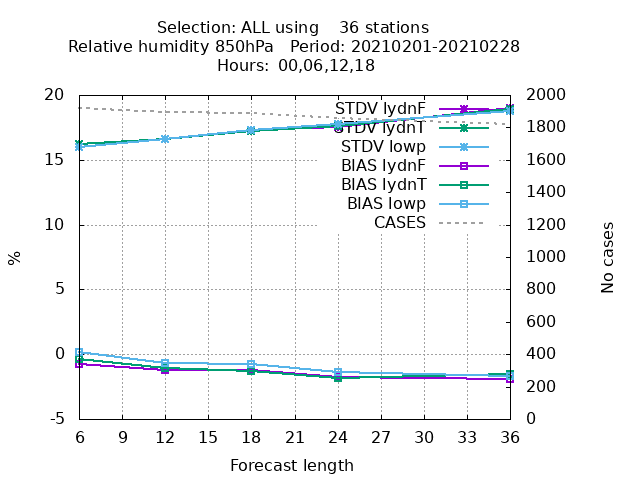 Selection: ALL using    36 stations
Relative humidity 850hPa   Period: 20210201-20210228
Hours:  00,06,12,18
20
15
10
5
0
-5
%
STDV lydnF
STDV lydnT
STDV lowp
BIAS lydnF
BIAS lydnT
BIAS lowp
CASES
2000
1800
1600
1400
1200
1000
800
600
400
200
0
No cases
6 9 12 15 18 21 24 27 30 33 36
Forecast length